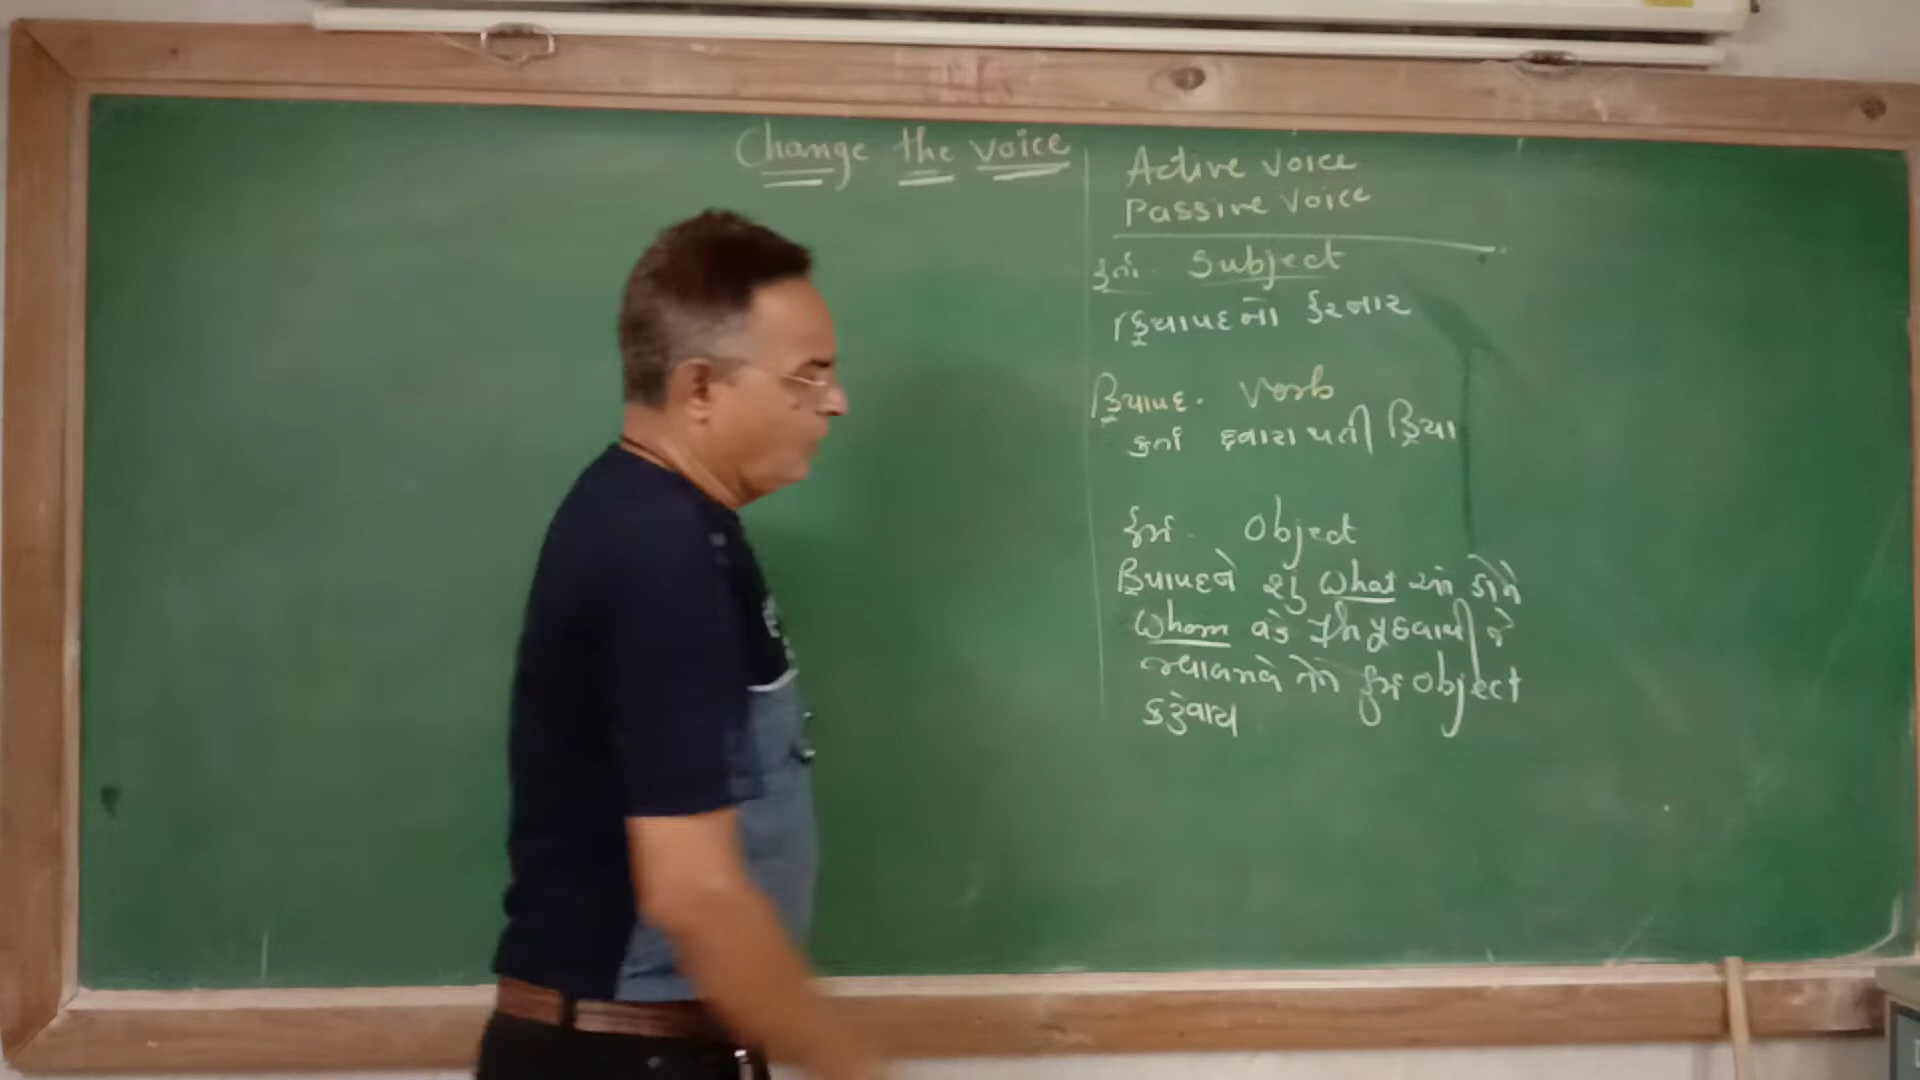 Change the voice
Active voice
Passive voice
કર્તા. Subject
ક્રિયાપદનો કરનાર
ક્રિયાપદ. Verb
કર્તા દ્વારા થતી ક્રિયા
કર્મ. Object
ક્રિયાપદને શું What અને કોને
Whom વડે પ્રશ્ન પુછવાથી જે
જવાબ મળે તેને કર્મ object
કહેવાય